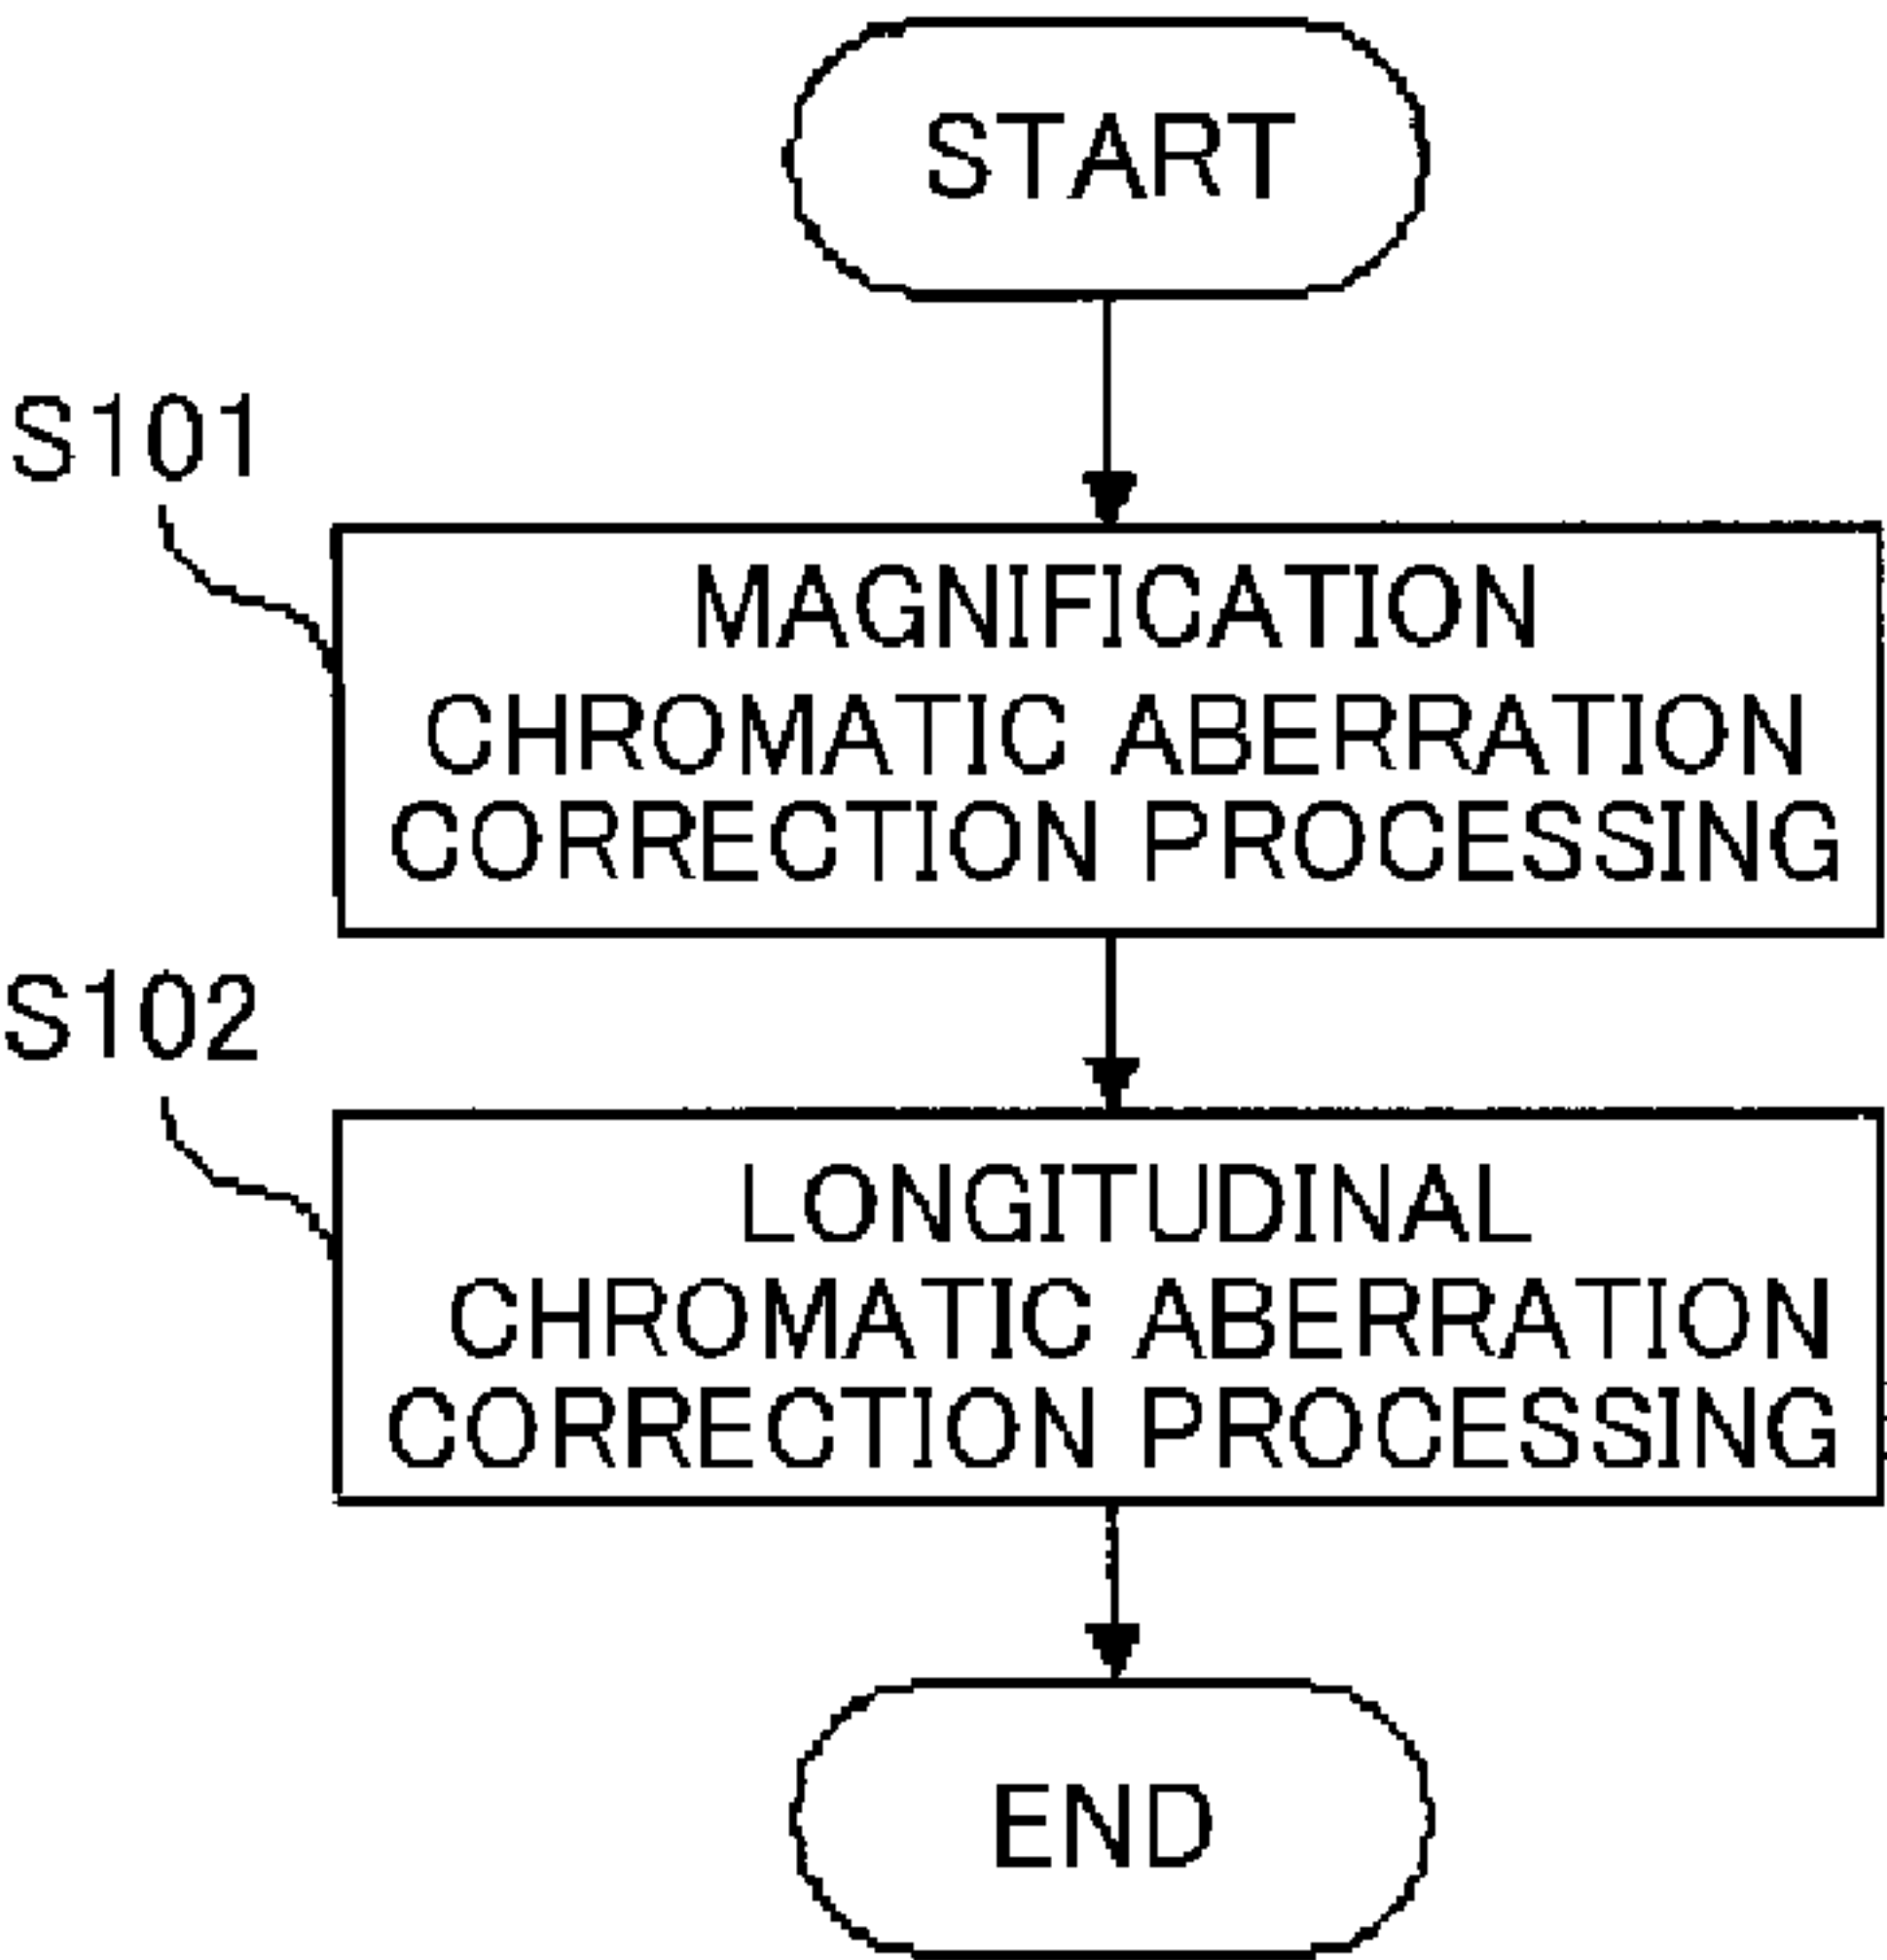 START
S101
MAGNIFICATION
CHROMATIC ABERRATION
CORRECTION PROCESSING
S102
LONGITUDINAL
CHROMATIC ABERRATION
CORRECTION PROCESSING
END